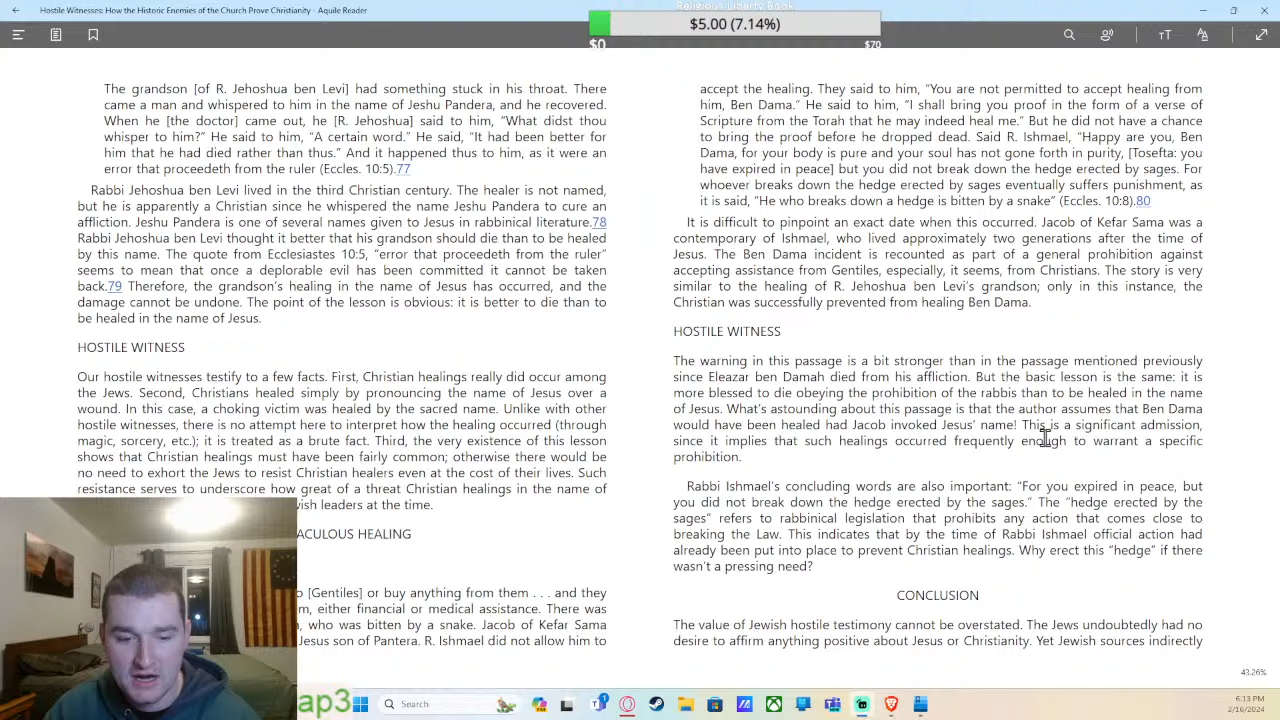 Hostile Witnesses: How the Historic Enemies of the Church Prove Christianity - Aquile Reader
Religious Liberty Book
$5.00 (7.14%)
$0
$70
The grandson [of R. Jehoshua ben Levi] had something stuck in his throat. There
came a man and whispered to him in the name of Jeshu Pandera, and he recovered.
When he [the doctor] came out, he [R. Jehoshua] said to him, “What didst thou
whisper to him?” He said to him, “A certain word.” He said, “It had been better for
him that he had died rather than thus.” And it happened thus to him, as it were an
error that proceedeth from the ruler (Eccles. 10:5).77
Rabbi Jehoshua ben Levi lived in the third Christian century. The healer is not named,
but he is apparently a Christian since he whispered the name Jeshu Pandera to cure an
affliction. Jeshu Pandera is one of several names given to Jesus in rabbinical literature.78
Rabbi Jehoshua ben Levi thought it better that his grandson should die than to be healed
by this name. The quote from Ecclesiastes 10:5, “error that proceedeth from the ruler”
seems to mean that once a deplorable evil has been committed it cannot be taken
back.79 Therefore, the grandson’s healing in the name of Jesus has occurred, and the
damage cannot be undone. The point of the lesson is obvious: it is better to die than to
be healed in the name of Jesus.
HOSTILE WITNESS
Our hostile witnesses testify to a few facts. First, Christian healings really did occur among
the Jews. Second, Christians healed simply by pronouncing the name of Jesus over a
wound. In this case, a choking victim was healed by the sacred name. Unlike with other
hostile witnesses, there is no attempt here to interpret how the healing occurred (through
magic, sorcery, etc.); it is treated as a brute fact. Third, the very existence of this lesson
shows that Christian healings must have been fairly common; otherwise there would be
no need to exhort the Jews to resist Christian healers even at the cost of their lives. Such
resistance serves to underscore how great of a threat Christian healings in the name of
wish leaders at the time.
ACULOUS HEALING
o [Gentiles] or buy anything from them . . . and they
m, either financial or medical assistance. There was
, who was bitten by a snake. Jacob of Kefar Sama
Jesus son of Pantera. R. Ishmael did not allow him to
accept the healing. They said to him, “You are not permitted to accept healing from
him, Ben Dama.” He said to him, “I shall bring you proof in the form of a verse of
Scripture from the Torah that he may indeed heal me.” But he did not have a chance
to bring the proof before he dropped dead. Said R. Ishmael, “Happy are you, Ben
Dama, for your body is pure and your soul has not gone forth in purity, [Tosefta: you
have expired in peace] but you did not break down the hedge erected by sages. For
whoever breaks down the hedge erected by sages eventually suffers punishment, as
it is said, “He who breaks down a hedge is bitten by a snake” (Eccles. 10:8).80
It is difficult to pinpoint an exact date when this occurred. Jacob of Kefar Sama was a
contemporary of Ishmael, who lived approximately two generations after the time of
Jesus. The Ben Dama incident is recounted as part of a general prohibition against
accepting assistance from Gentiles, especially, it seems, from Christians. The story is very
similar to the healing of R. Jehoshua ben Levi’s grandson; only in this instance, the
Christian was successfully prevented from healing Ben Dama.
HOSTILE WITNESS
The warning in this passage is a bit stronger than in the passage mentioned previously
since Eleazar ben Damah died from his affliction. But the basic lesson is the same: it is
more blessed to die obeying the prohibition of the rabbis than to be healed in the name
of Jesus. What’s astounding about this passage is that the author assumes that Ben Dama
would have been healed had Jacob invoked Jesus’ name! This is a significant admission,
since it implies that such healings occurred frequently enough to warrant a specific
prohibition.
Rabbi Ishmael’s concluding words are also important: “For you expired in peace, but
you did not break down the hedge erected by the sages.” The “hedge erected by the
sages” refers to rabbinical legislation that prohibits any action that comes close to
breaking the Law. This indicates that by the time of Rabbi Ishmael official action had
already been put into place to prevent Christian healings. Why erect this “hedge” if there
wasn’t a pressing need?
CONCLUSION
The value of Jewish hostile testimony cannot be overstated. The Jews undoubtedly had no
desire to affirm anything positive about Jesus or Christianity. Yet Jewish sources indirectly
43.26%
ap3
Search
6:13 PM
2/16/2024